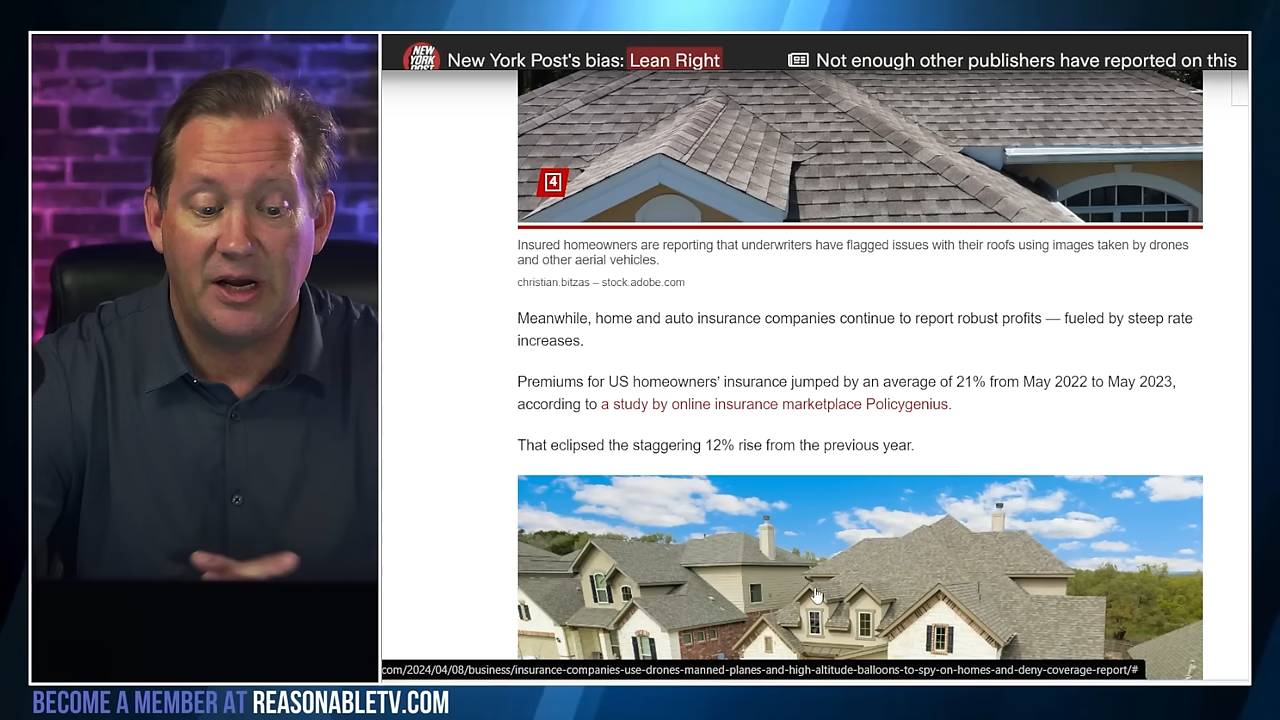 NEW
YORK
POST
New York Post's bias: Lean Right
Not enough other publishers have reported on this
4
Insured homeowners are reporting that underwriters have flagged issues with their roofs using images taken by drones
and other aerial vehicles.
christian.bitzas – stock.adobe.com
Meanwhile, home and auto insurance companies continue to report robust profits — fueled by steep rate
increases.
Premiums for US homeowners' insurance jumped by an average of 21% from May 2022 to May 2023,
according to a study by online insurance marketplace Policygenius.
That eclipsed the staggering 12% rise from the previous year.
com/2024/04/08/business/insurance-companies-use-drones-manned-planes-and-high-altitude-balloons-to-spy-on-homes-and-deny-coverage-report/#
BECOME A MEMBER AT REASONABLETV.COM